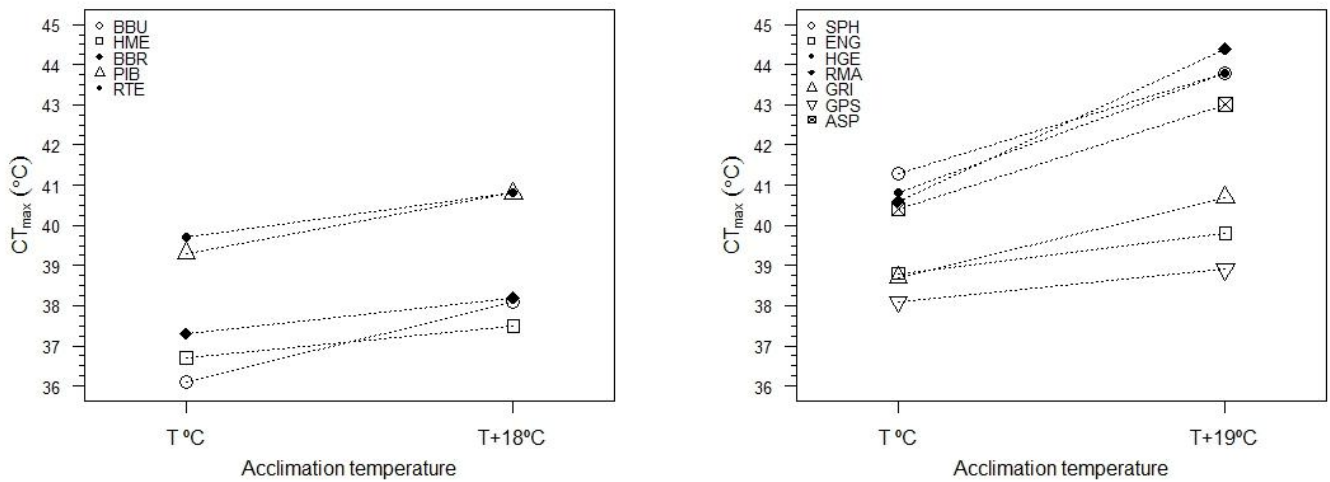 45
44
43
42
41
40
39
38
37
36
CTmax (°C)
BBU
HME
BBR
PIB
RTE
T ºC
T+18ºC
Acclimation temperature
45
44
43
42
41
40
39
38
37
36
CTmax (°C)
SPH
ENG
HGE
RMA
GRI
GPS
ASP
T ºC
T+19ºC
Acclimation temperature